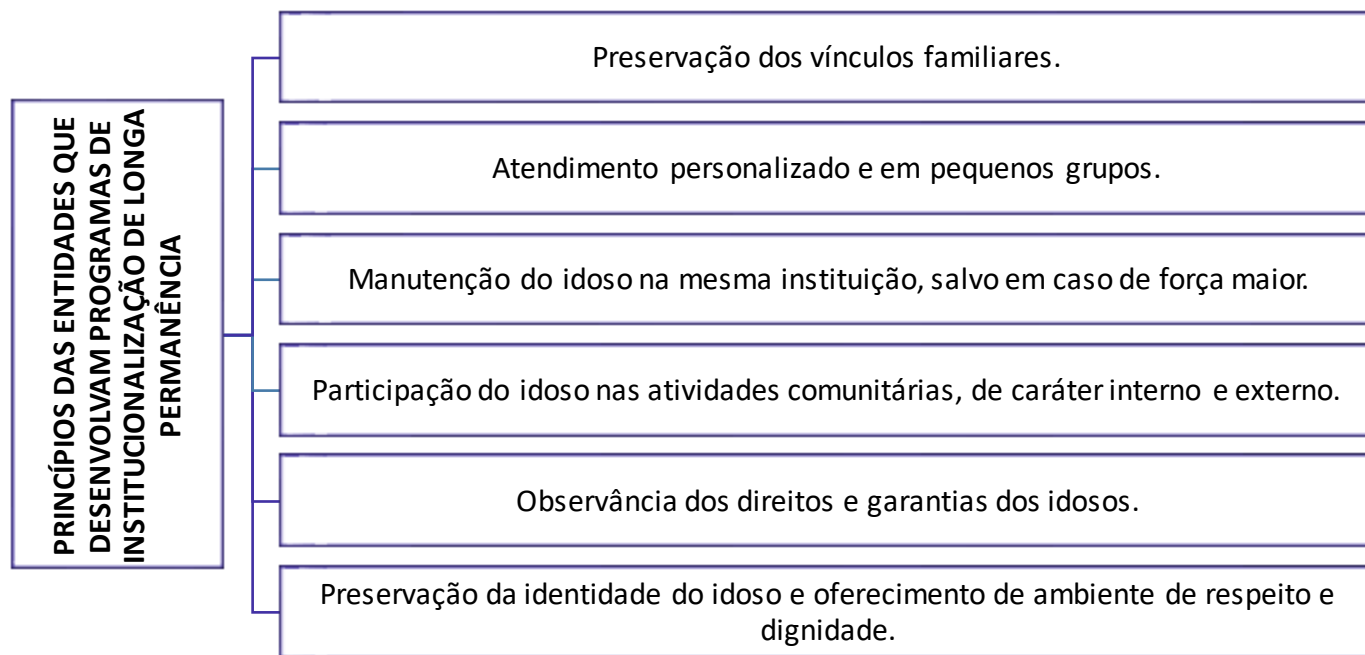 PRINCÍPIOS DAS ENTIDADES QUE
DESENVOLVAM PROGRAMAS DE
INSTITUCIONALIZAÇÃO DE LONGA
PERMANÊNCIA
Preservação dos vínculos familiares.
Atendimento personalizado e em pequenos grupos.
Manutenção do idoso na mesma instituição, salvo em caso de força maior.
Participação do idoso nas atividades comunitárias, de caráter interno e externo.
Observância dos direitos e garantias dos idosos.
Preservação da identidade do idoso e oferecimento de ambiente de respeito e
dignidade.